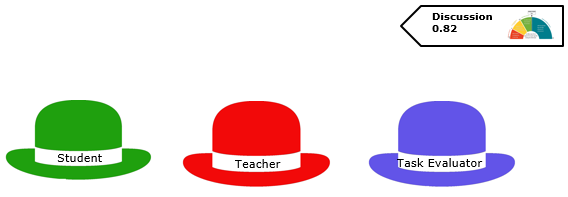 Discussion
0.82
Student
Teacher
Task Evaluator